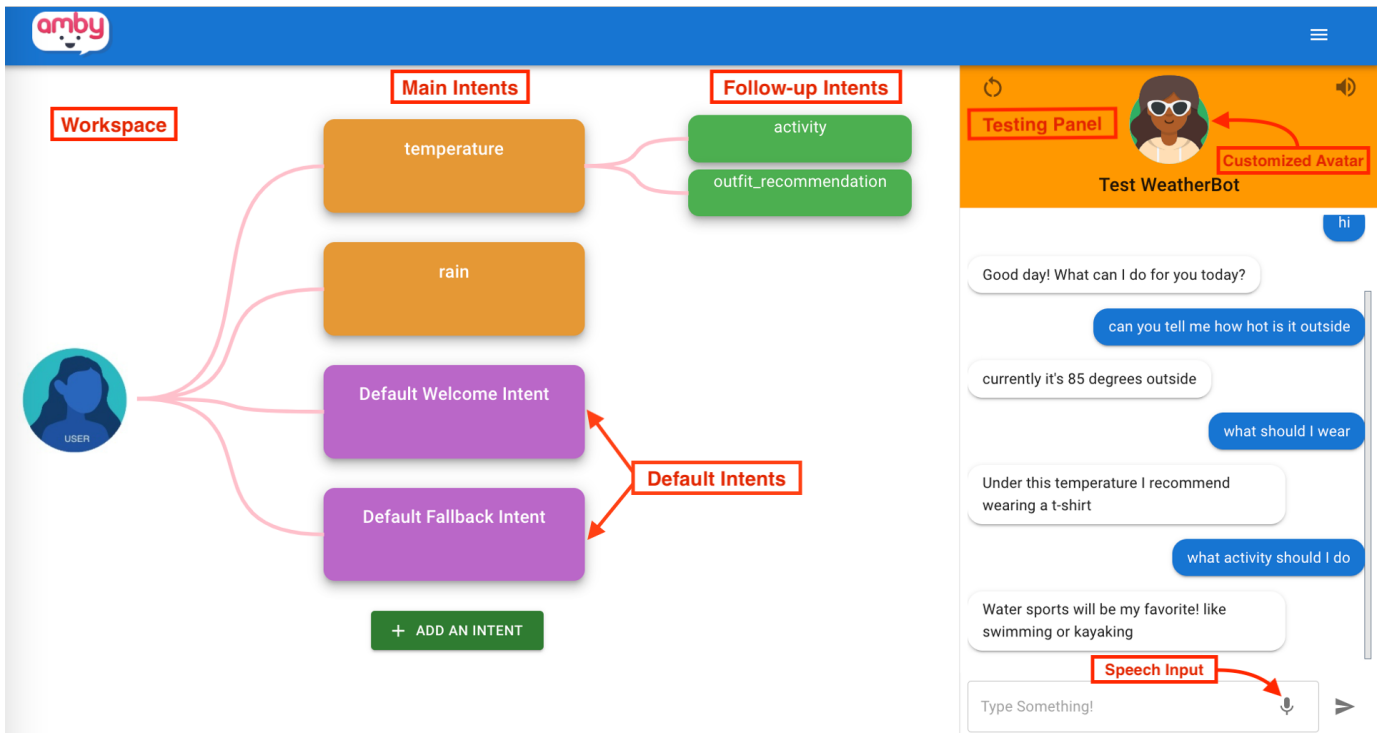 amby
Workspace
Main Intents
Follow-up Intents
temperature
activity
outfit_recommendation
rain
USER
Default Welcome Intent
Default Fallback Intent
Default Intents
+ ADD AN INTENT
Testing Panel
Customized Avatar
Test WeatherBot
hi
Good day! What can I do for you today?
can you tell me how hot is it outside
currently it's 85 degrees outside
what should I wear
Under this temperature I recommend
wearing a t-shirt
what activity should I do
Water sports will be my favorite! like
swimming or kayaking
Speech Input
Type Something!